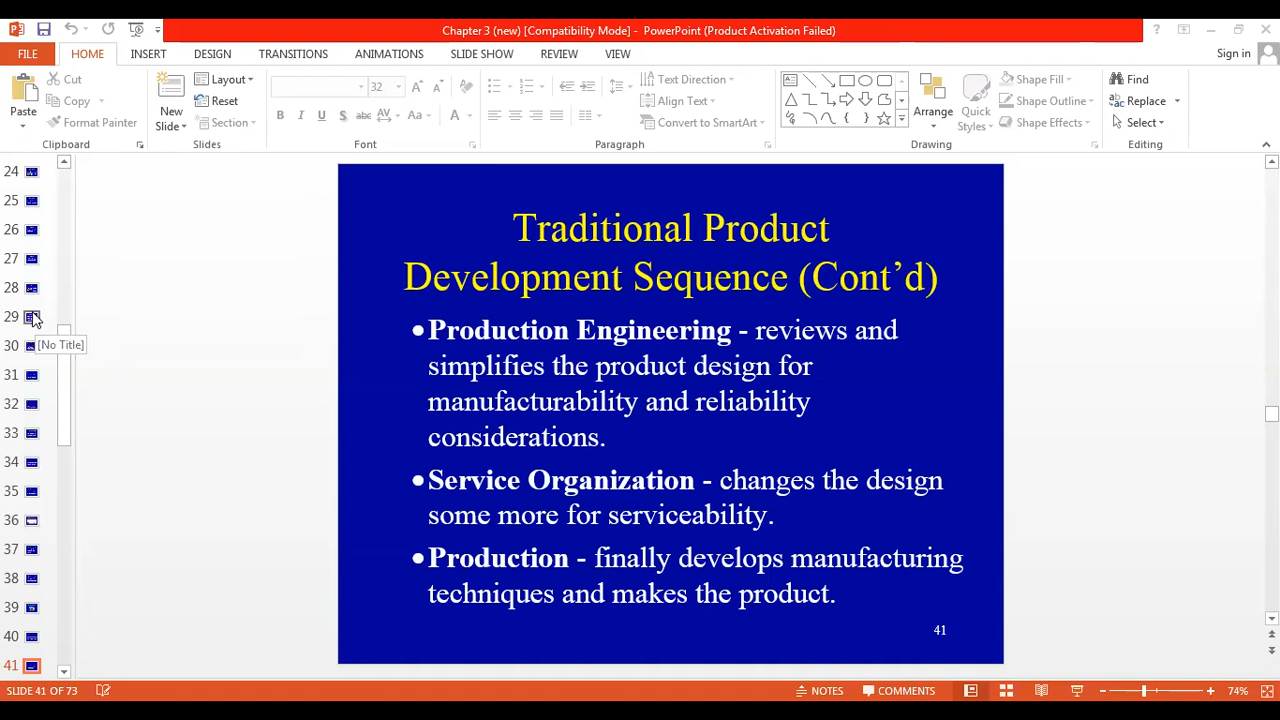 Chapter 3 (new) [Compatibility Mode] - PowerPoint (Product Activation Failed)
FILE HOME INSERT DESIGN TRANSITIONS ANIMATIONS SLIDE SHOW REVIEW VIEW Sign in
Paste
Cut
Copy
Format Painter
Clipboard
New
Slide
Layout
Reset
Section
Slides
32
B I U S abc AV Aa A
Font
Text Direction
Align Text
Convert to SmartArt
Paragraph
Arrange
Quick
Styles
Shape Fill
Shape Outline
Shape Effects
Drawing
Find
Replace
Select
Editing
24
25
26
27
28
29
[No Title]
30
31
32
33
34
35
36
37
38
39
40
41
Traditional Product
Development Sequence (Cont’d)
•Production Engineering - reviews and
simplifies the product design for
manufacturability and reliability
considerations.
•Service Organization - changes the design
some more for serviceability.
•Production - finally develops manufacturing
techniques and makes the product.
41
SLIDE 41 OF 73 NOTES COMMENTS 74%